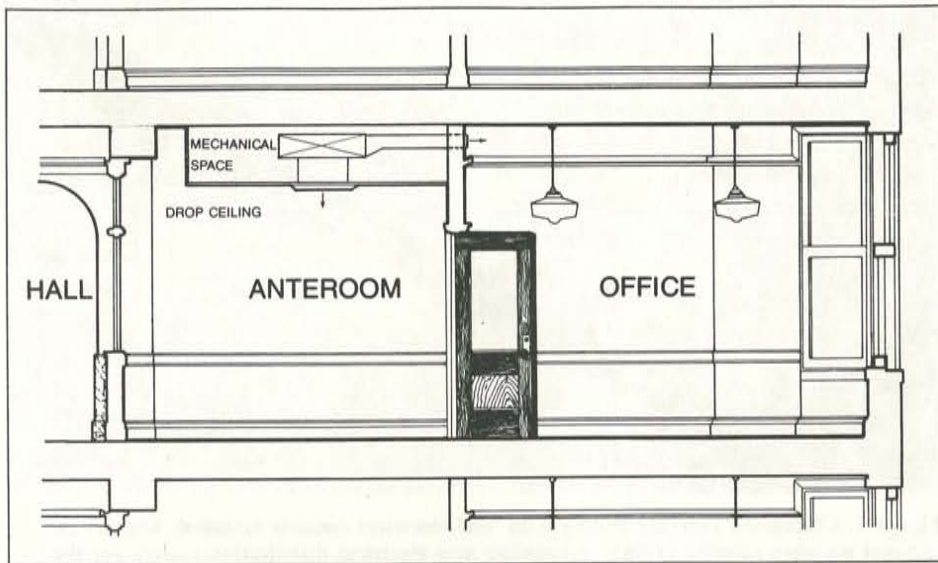 MECHANICAL
SPACE
DROP CEILING
HALL
ANTEROOM
OFFICE